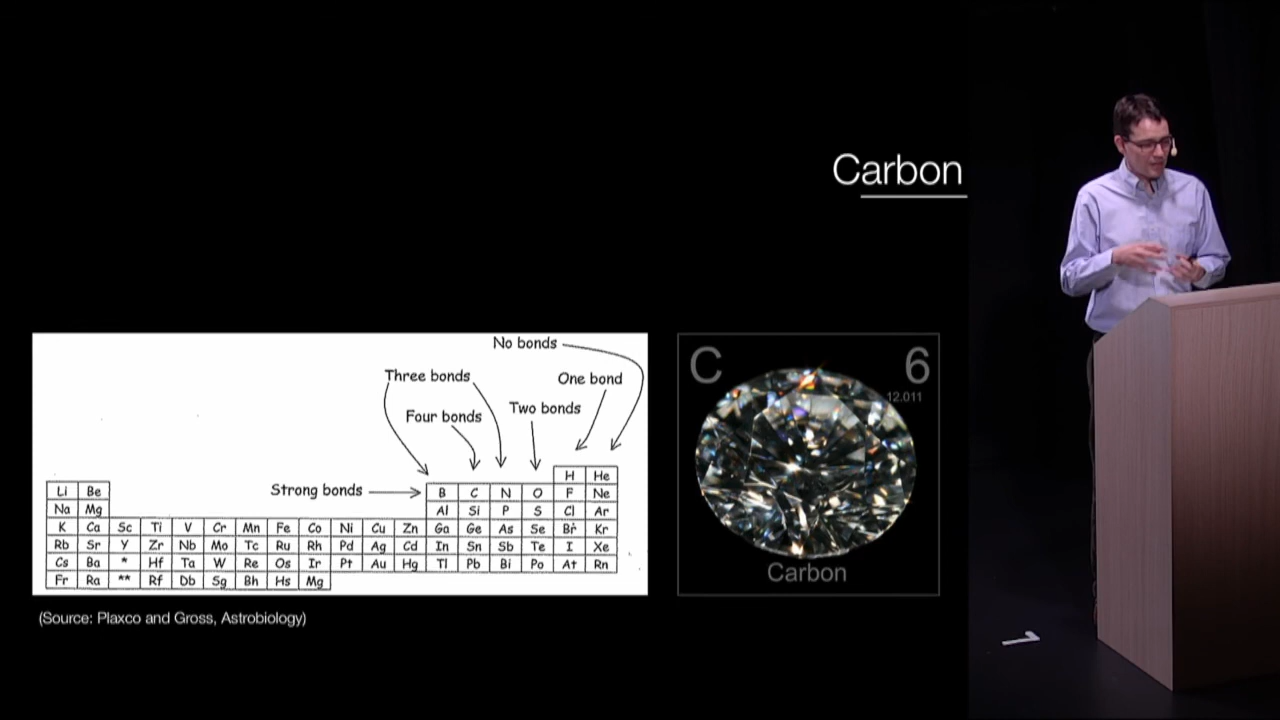 Carbon
No bonds
Three bonds
One bond
Four bonds
Two bonds
H He
Strong bonds
Li Be B C N O F Ne
Na Mg Al Si P S Cl Ar
K Ca Sc Ti V Cr Mn Fe Co Ni Cu Zn Ga Ge As Se Br Kr
Rb Sr Y Zr Nb Mo Tc Ru Rh Pd Ag Cd In Sn Sb Te I Xe
Cs Ba * Hf Ta W Re Os Ir Pt Au Hg Tl Pb Bi Po At Rn
Fr Ra ** Rf Db Sg Bh Hs Mg
(Source: Plaxco and Gross, Astrobiology)
C 6
12.011
Carbon